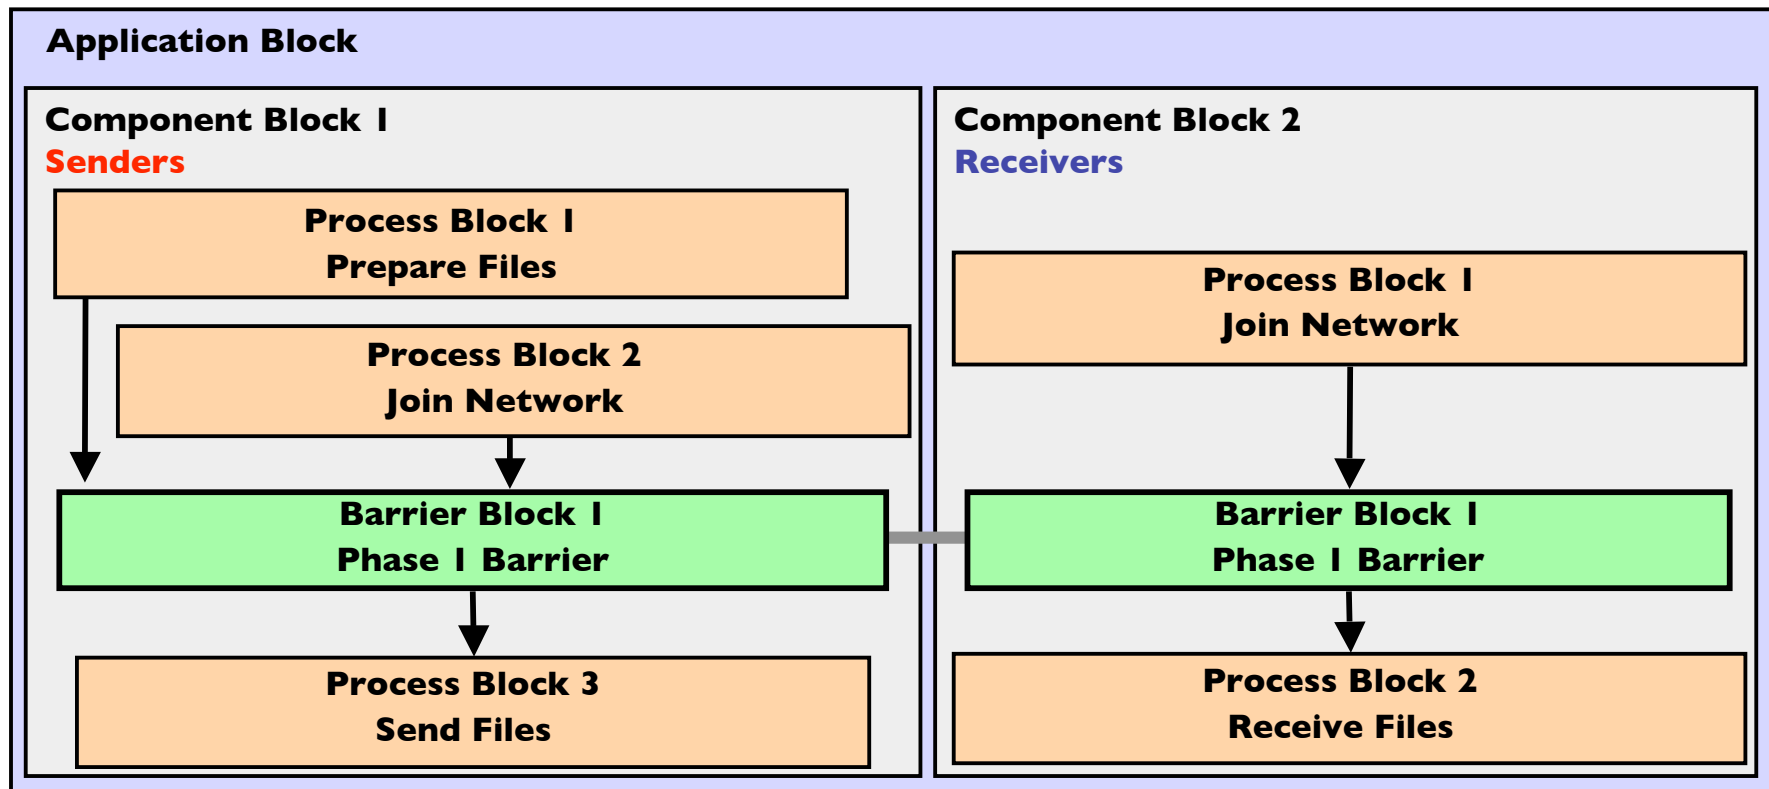 Application Block
Component Block 1
Senders
Process Block 1
Prepare Files
Process Block 2
Join Network
Barrier Block 1
Phase 1 Barrier
Process Block 3
Send Files
Component Block 2
Receivers
Process Block 1
Join Network
Barrier Block 1
Phase 1 Barrier
Process Block 2
Receive Files